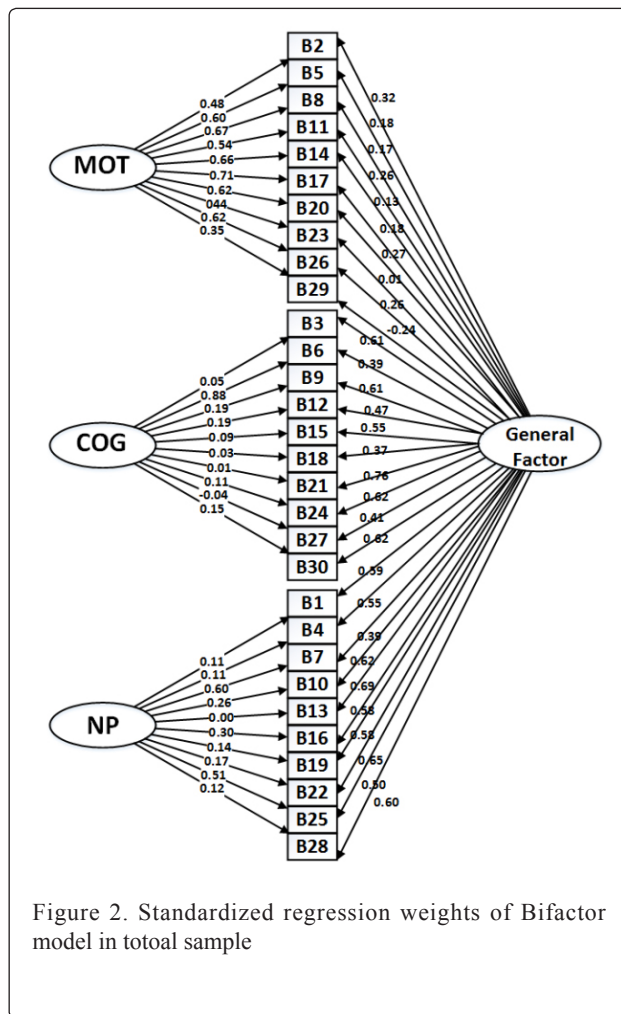 B2
B5
B8
B11
B14
B17
B20
B23
B26
B29
MOT
0.48
0.60
0.67
0.54
0.66
0.71
0.62
044
0.62
0.35
0.32
0.18
0.17
0.26
0.13
0.18
0.27
0.01
0.26
-0.24
B3
B6
B9
B12
B15
B18
B21
B24
B27
B30
COG
0.05
0.88
0.19
0.19
0.09
0.03
0.01
0.11
-0.04
0.15
0.61
0.39
0.61
0.47
0.55
0.37
0.76
0.62
0.41
0.62
General
Factor
B1
B4
B7
B10
B13
B16
B19
B22
B25
B28
NP
0.11
0.11
0.60
0.26
0.00
0.30
0.14
0.17
0.51
0.12
0.59
0.55
0.39
0.62
0.69
0.58
0.58
0.65
0.50
0.60
Figure 2. Standardized regression weights of Bifactor
model in totoal sample